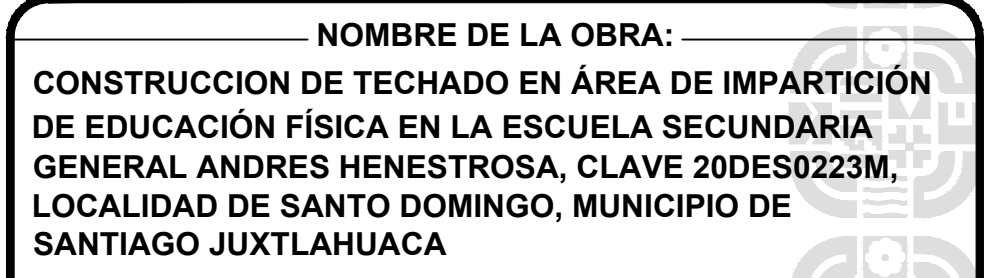 NOMBRE DE LA OBRA:
CONSTRUCCION DE TECHADO EN ÁREA DE IMPARTICIÓN
DE EDUCACIÓN FÍSICA EN LA ESCUELA SECUNDARIA
GENERAL ANDRES HENESTROSA, CLAVE 20DES0223M,
LOCALIDAD DE SANTO DOMINGO, MUNICIPIO DE
SANTIAGO JUXTLAHUACA